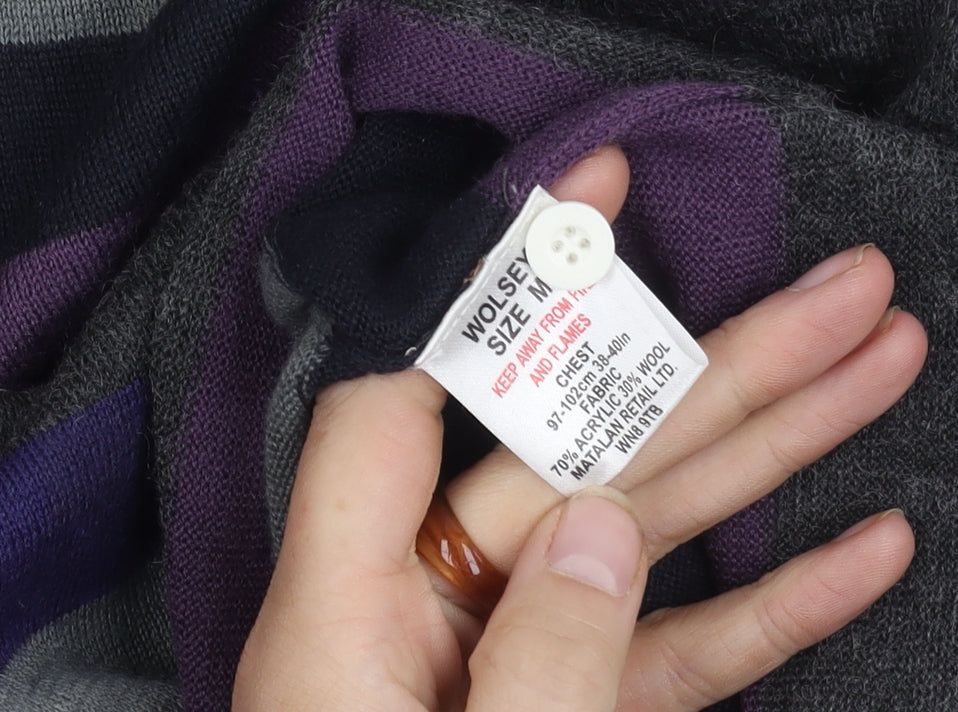 WOLSEY
SIZE M
KEEP AWAY FROM
AND FLAMES
CHEST
97-102cm 38-40In
FABRIC
70% ACRYLIC 30% WOOL
MATALAN RETAIL LTD.
WN8 9TB